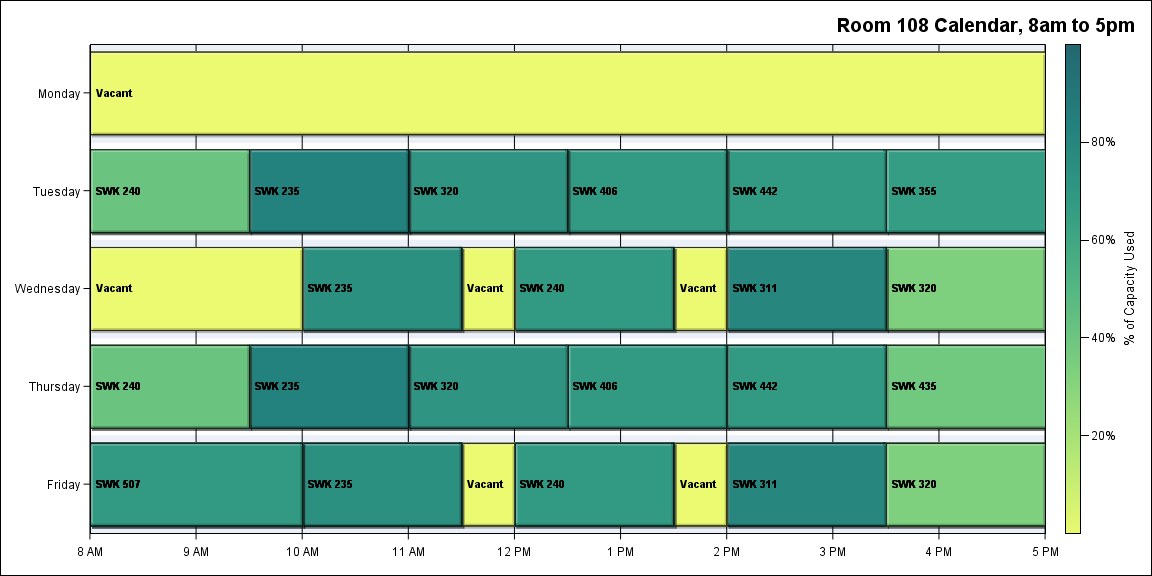 Room 108 Calendar, 8am to 5pm
Monday
Vacant
Tuesday
SWK 240
SWK 235
SWK 320
SWK 406
SWK 442
SWK 355
Wednesday
Vacant
SWK 235
Vacant
SWK 240
Vacant
SWK 311
SWK 320
Thursday
SWK 240
SWK 235
SWK 320
SWK 406
SWK 442
SWK 435
Friday
SWK 507
SWK 235
Vacant
SWK 240
Vacant
SWK 311
SWK 320
8 AM
9 AM
10 AM
11 AM
12 PM
1 PM
2 PM
3 PM
4 PM
5 PM
80%
60%
40%
20%
% of Capacity Used